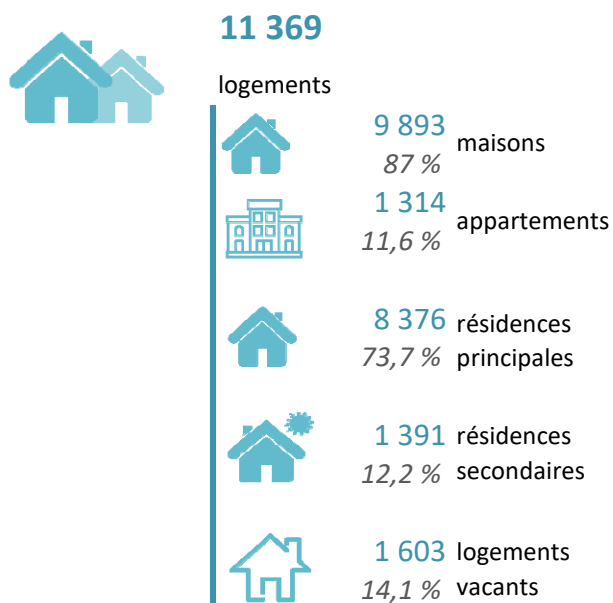 11 369
logements
9 893 maisons
87 %
1 314 appartements
11,6 %
8 376 résidences
73,7 % principales
1 391 résidences
12,2 % secondaires
1 603 logements
14,1 % vacants